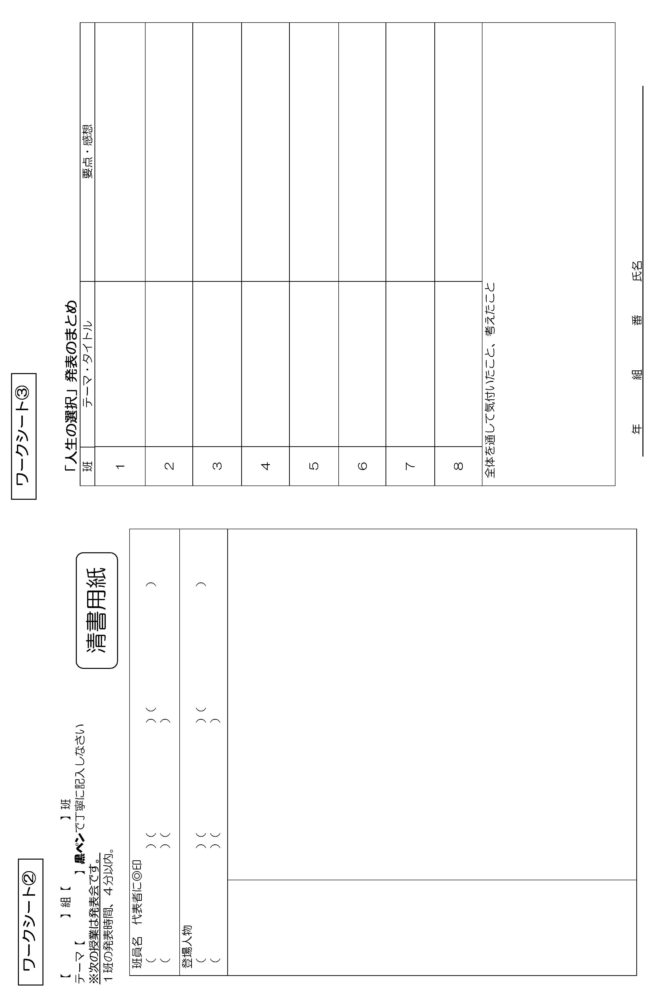 ワークシート②
【　　　　】組【　　　　】班
テーマ【　　　　】黒ペンで丁寧に記入しなさい
※次の授業は発表会です。
１班の発表時間、４分以内。
清書用紙
班員名　代表者に◎印
（　　　　）（　　　　）（　　　　）
（　　　　）（　　　　）
登場人物
（　　　　）（　　　　）（　　　　）
（　　　　）（　　　　）
ワークシート③
「人生の選択」発表のまとめ
班　テーマ・タイトル　要点・感想
1
2
3
4
5
6
7
8
全体を通して気付いたこと、考えたこと
年　　組　　番　　氏名